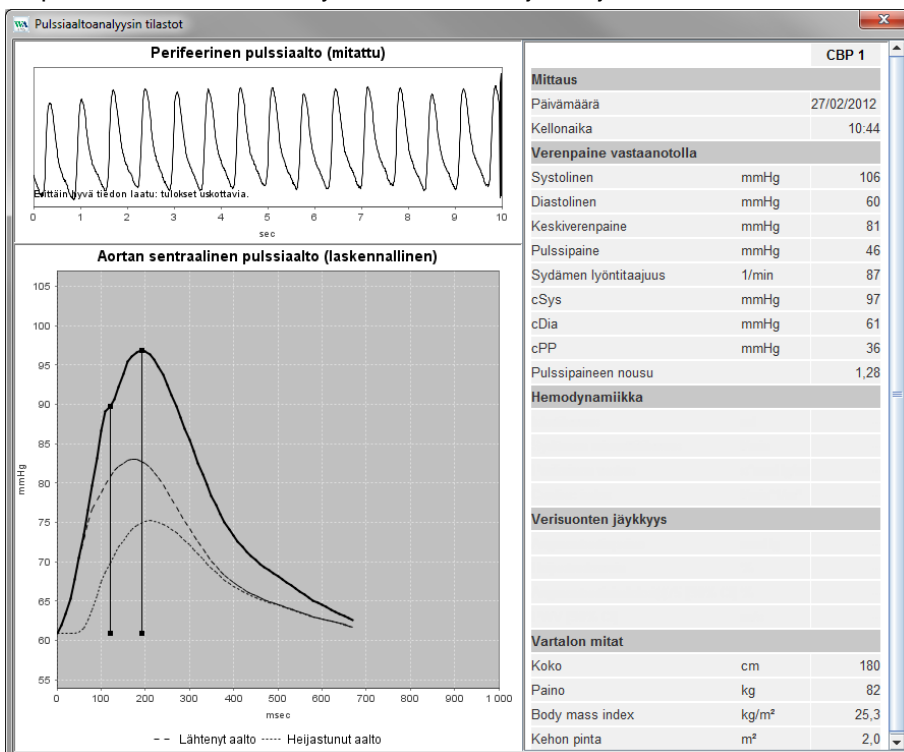 Pulssiaaltoanalyysin tilastot
Perifeerinen pulssiaalto (mitattu)
Erittäin hyvä tiedon laatu: tulokset uskottavia.
0 1 2 3 4 5 6 7 8 9 10
sec
Aortan sentraalinen pulssiaalto (laskennallinen)
105
100
95
90
85
80
75
70
65
60
55
mmHg
0 100 200 300 400 500 600 700 800 900 1 000
msec
Lähtenyt aalto Heijastunut aalto
CBP 1
Mittaus
Päivämäärä 27/02/2012
Kellonaika 10:44
Verenpaine vastaanotolla
Systolinen mmHg 106
Diastolinen mmHg 60
Keskiverenpaine mmHg 81
Pulssipaine mmHg 46
Sydämen lyöntitaajuus 1/min 87
cSys mmHg 97
cDia mmHg 61
cPP mmHg 36
Pulssipaineen nousu 1,28
Hemodynamiikka
Verisuonten jäykkyys
Vartalon mitat
Koko cm 180
Paino kg 82
Body mass index kg/m² 25,3
Kehon pinta m² 2,0